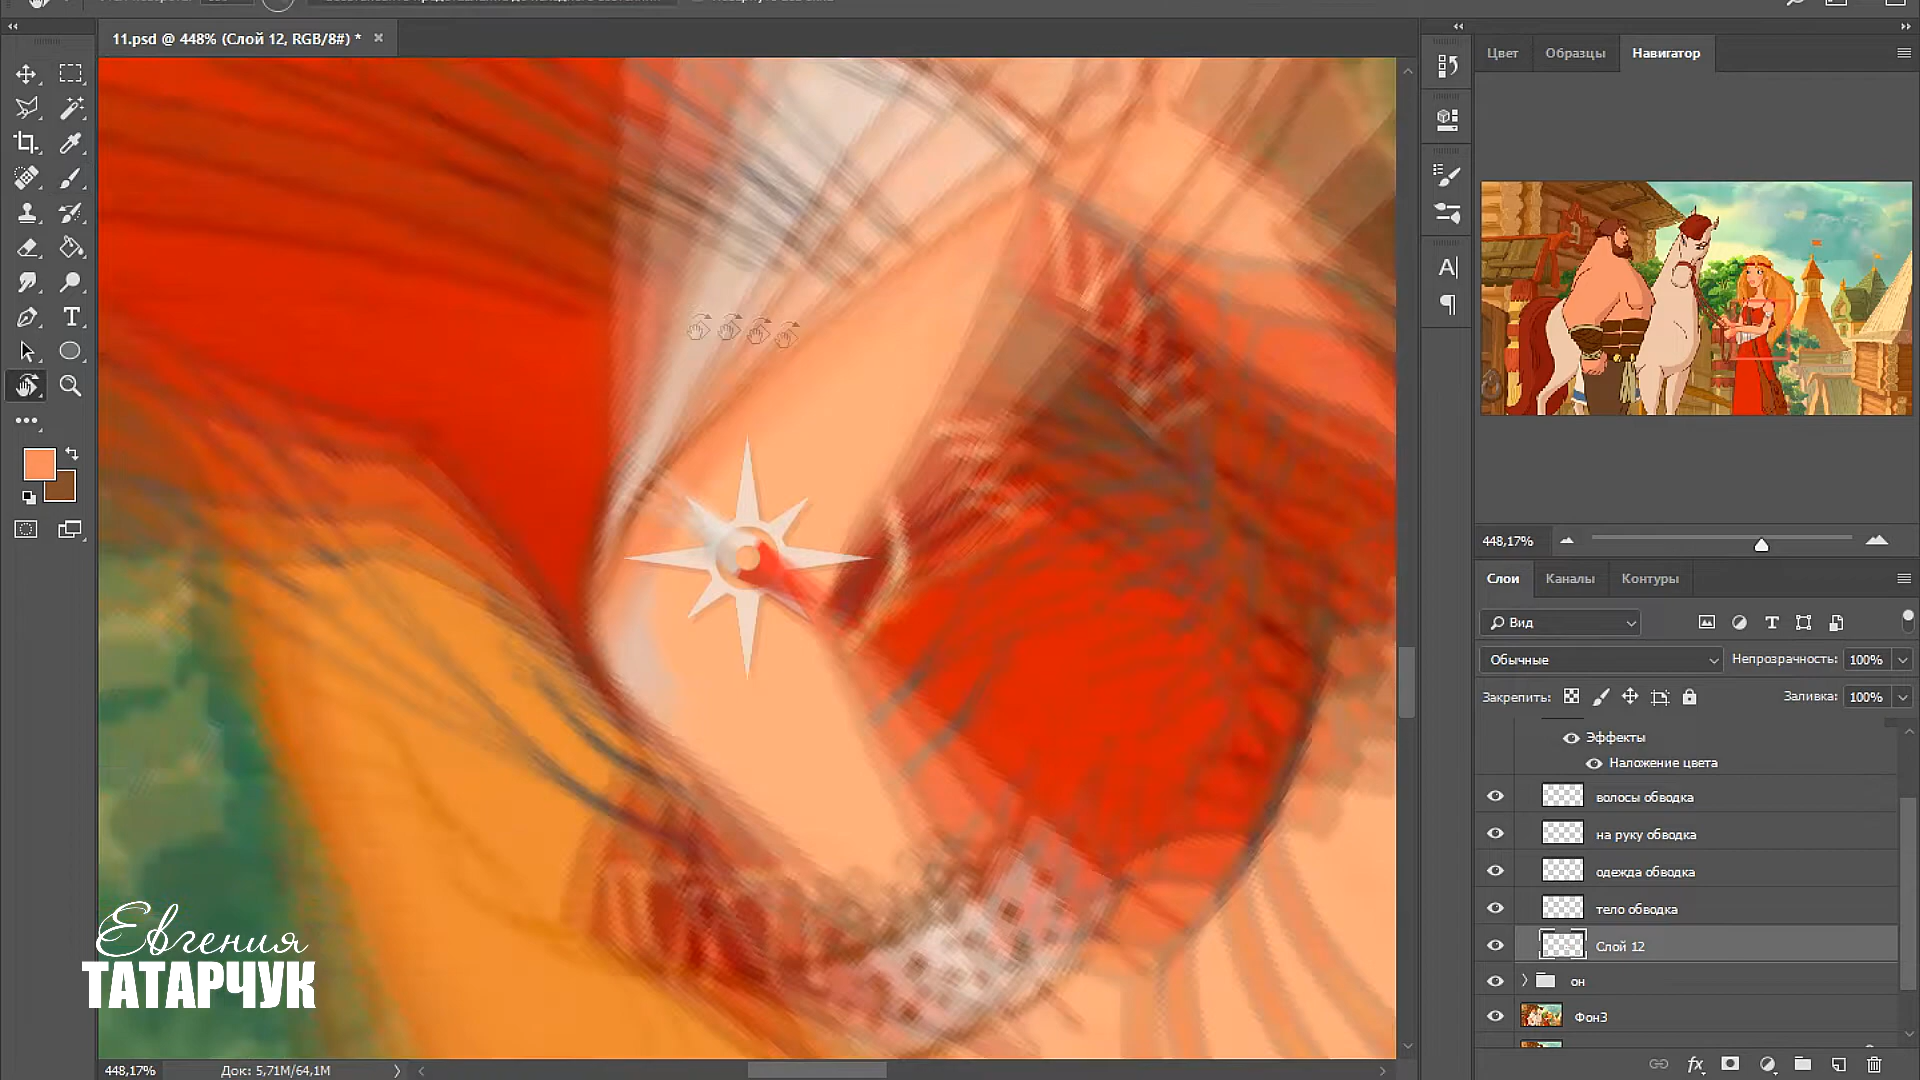 11.psd @ 448% (Слой 12, RGB/8#) *
Цвет
Образцы
Навигатор
448,17%
Слои
Каналы
Контуры
Вид
Обычные
Непрозрачность: 100%
Закрепить:
Заливка: 100%
Эффекты
Наложение цвета
волосы обводка
на руку обводка
одежда обводка
тело обводка
Слой 12
он
Фон3
Евгения
ТАТАРЧУК
448,17%
Док: 5,71M/64,1M